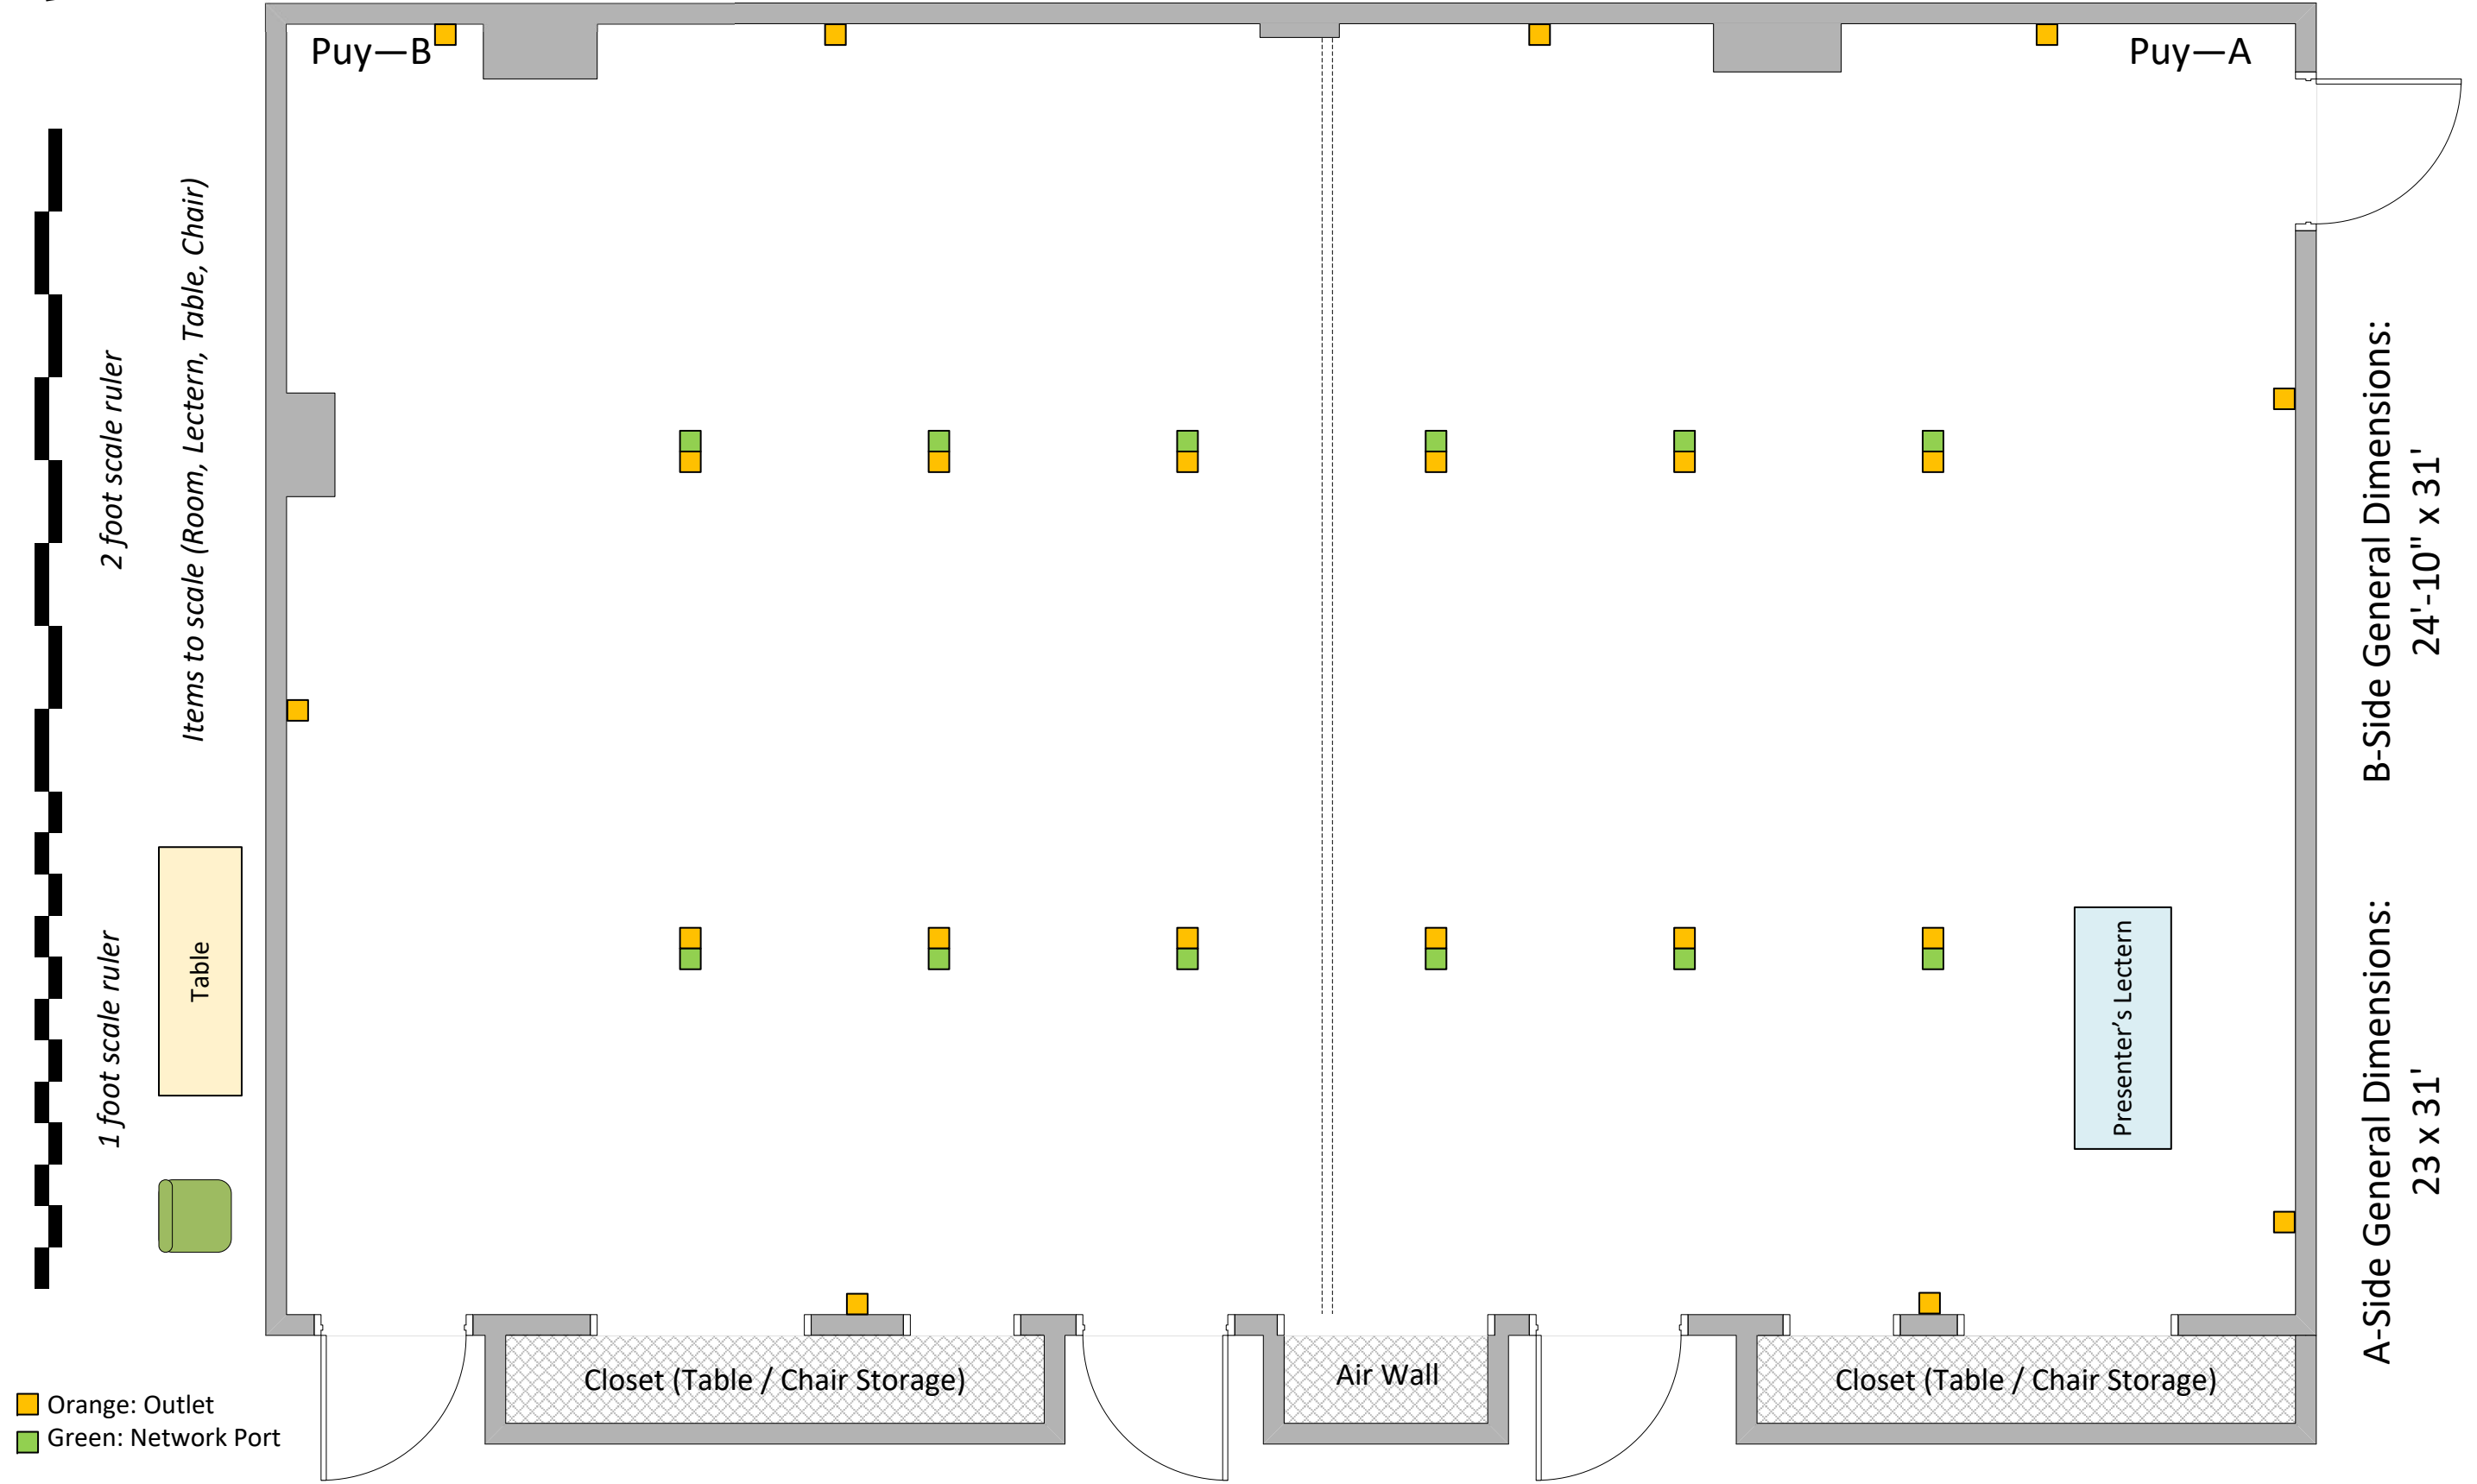 Puy—B
Puy—A
Items to scale (Room, Lectern, Table, Chair)
2 foot scale ruler
1 foot scale ruler
Table
Presenter’s Lectern
B-Side General Dimensions:
24'-10" x 31'
A-Side General Dimensions:
23 x 31'
Closet (Table / Chair Storage)
Air Wall
Closet (Table / Chair Storage)
Orange: Outlet
Green: Network Port